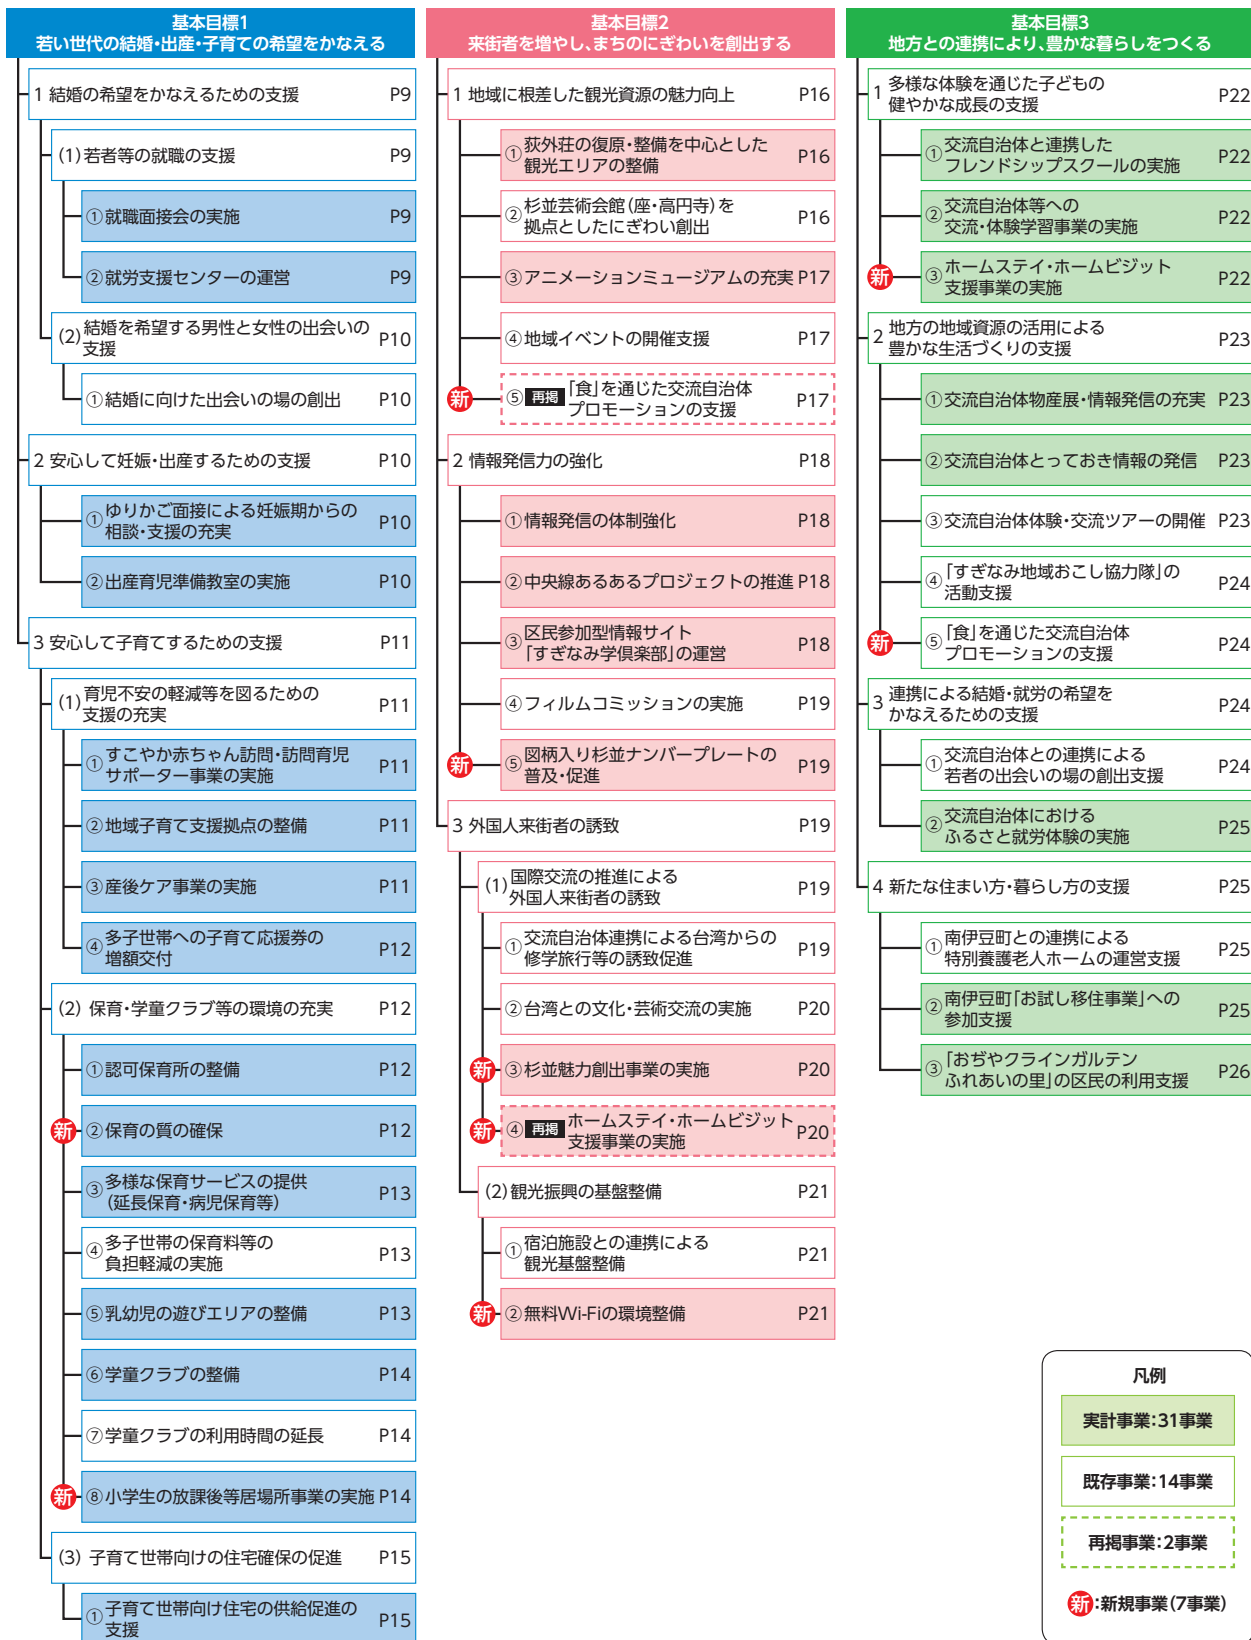 基本目標1
若い世代の結婚・出産・子育ての希望をかなえる
1 結婚の希望をかなえるための支援 P9
(1)若者等の就職の支援 P9
①就職面接会の実施 P9
②就労支援センターの運営 P9
(2)結婚を希望する男性と女性の出会いの
支援 P10
①結婚に向けた出会いの場の創出 P10
2 安心して妊娠・出産するための支援 P10
①ゆりかご面接による妊娠期からの
相談・支援の充実 P10
②出産育児準備教室の実施 P10
3 安心して子育てするための支援 P11
(1)育児不安の軽減等を図るための
支援の充実 P11
①すこやか赤ちゃん訪問・訪問育児
サポーター事業の実施 P11
②地域子育て支援拠点の整備 P11
③産後ケア事業の実施 P11
④多子世帯への子育て応援券の
増額交付 P12
(2) 保育・学童クラブ等の環境の充実 P12
①認可保育所の整備 P12
新 ②保育の質の確保 P12
③多様な保育サービスの提供
(延長保育・病児保育等) P13
④多子世帯の保育料等の
負担軽減の実施 P13
⑤乳幼児の遊びエリアの整備 P13
⑥学童クラブの整備 P14
⑦学童クラブの利用時間の延長 P14
新 ⑧小学生の放課後等居場所事業の実施 P14
(3) 子育て世帯向けの住宅確保の促進 P15
①子育て世帯向け住宅の供給促進の
支援 P15
基本目標2
来街者を増やし、まちのにぎわいを創出する
1 地域に根差した観光資源の魅力向上 P16
①荻外荘の復原・整備を中心とした
観光エリアの整備 P16
②杉並芸術会館(座・高円寺)を
拠点としたにぎわい創出 P16
③アニメーションミュージアムの充実 P17
④地域イベントの開催支援 P17
新 ⑤ 再掲 「食」を通じた交流自治体
プロモーションの支援 P17
2 情報発信力の強化 P18
①情報発信の体制強化 P18
②中央線あるあるプロジェクトの推進 P18
③区民参加型情報サイト
「すぎなみ学倶楽部」の運営 P18
④フィルムコミッションの実施 P19
新 ⑤図柄入り杉並ナンバープレートの
普及・促進 P19
3 外国人来街者の誘致 P19
(1)国際交流の推進による
外国人来街者の誘致 P19
①交流自治体連携による台湾からの
修学旅行等の誘致促進 P19
②台湾との文化・芸術交流の実施 P20
新 ③杉並魅力創出事業の実施 P20
新 ④ 再掲 ホームステイ・ホームビジット
支援事業の実施 P20
(2)観光振興の基盤整備 P21
①宿泊施設との連携による
観光基盤整備 P21
新 ②無料Wi-Fiの環境整備 P21
基本目標3
地方との連携により、豊かな暮らしをつくる
1 多様な体験を通じた子どもの
健やかな成長の支援 P22
①交流自治体と連携した
フレンドシップスクールの実施 P22
②交流自治体等への
交流・体験学習事業の実施 P22
新 ③ホームステイ・ホームビジット
支援事業の実施 P22
2 地方の地域資源の活用による
豊かな生活づくりの支援 P23
①交流自治体物産展・情報発信の充実 P23
②交流自治体とっておき情報の発信 P23
③交流自治体体験・交流ツアーの開催 P23
④「すぎなみ地域おこし協力隊」の
活動支援 P24
新 ⑤「食」を通じた交流自治体
プロモーションの支援 P24
3 連携による結婚・就労の希望を
かなえるための支援 P24
①交流自治体との連携による
若者の出会いの場の創出支援 P24
②交流自治体における
ふるさと就労体験の実施 P25
4 新たな住まい方・暮らし方の支援 P25
①南伊豆町との連携による
特別養護老人ホームの運営支援 P25
②南伊豆町「お試し移住事業」への
参加支援 P25
③「おぢやクラインガルテン
ふれあいの里」の区民の利用支援 P26
凡例
実計事業:31事業
既存事業:14事業
再掲事業:2事業
新:新規事業(7事業)